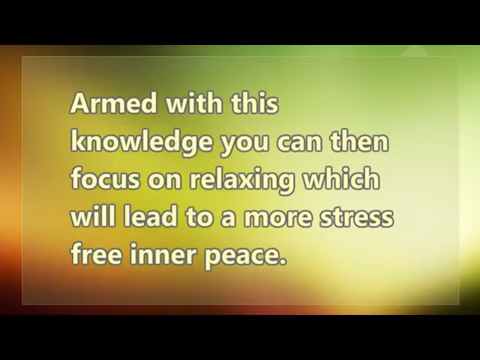 Armed with this
knowledge you can then
focus on relaxing which
will lead to a more stress
free inner peace.